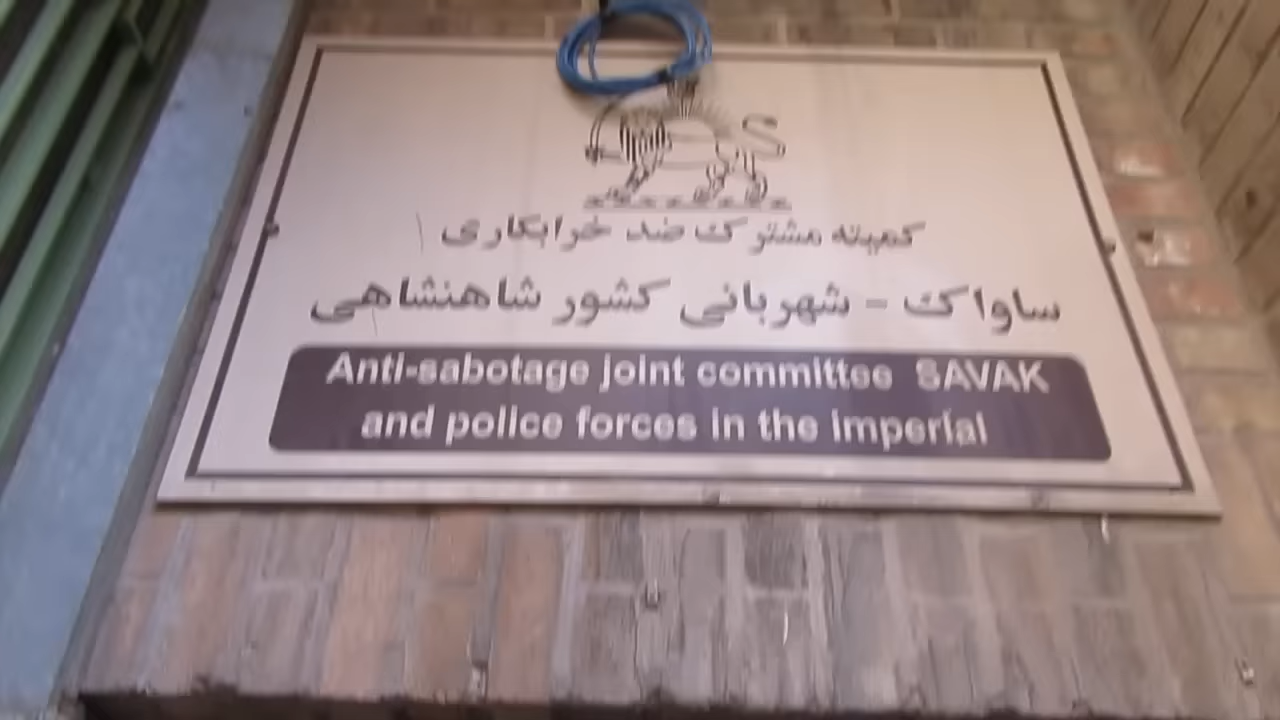 کمیته مشترک ضد خرابکاری
ساواک - شهربانی کشور شاهنشاهی
Anti-sabotage joint committee SAVAK
and police forces in the imperial